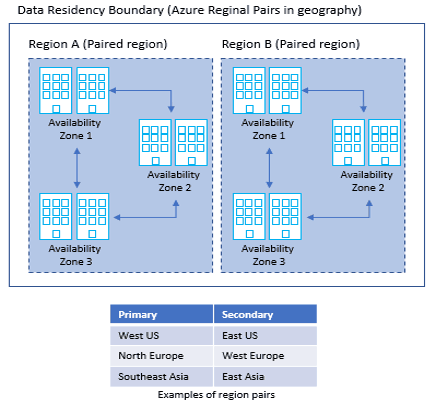 Data Residency Boundary (Azure Reginal Pairs in geography)
Region A (Paired region)
Region B (Paired region)
Availability
Zone 1
Availability
Zone 2
Availability
Zone 3
Availability
Zone 1
Availability
Zone 2
Availability
Zone 3
Primary Secondary
West US East US
North Europe West Europe
Southeast Asia East Asia
Examples of region pairs